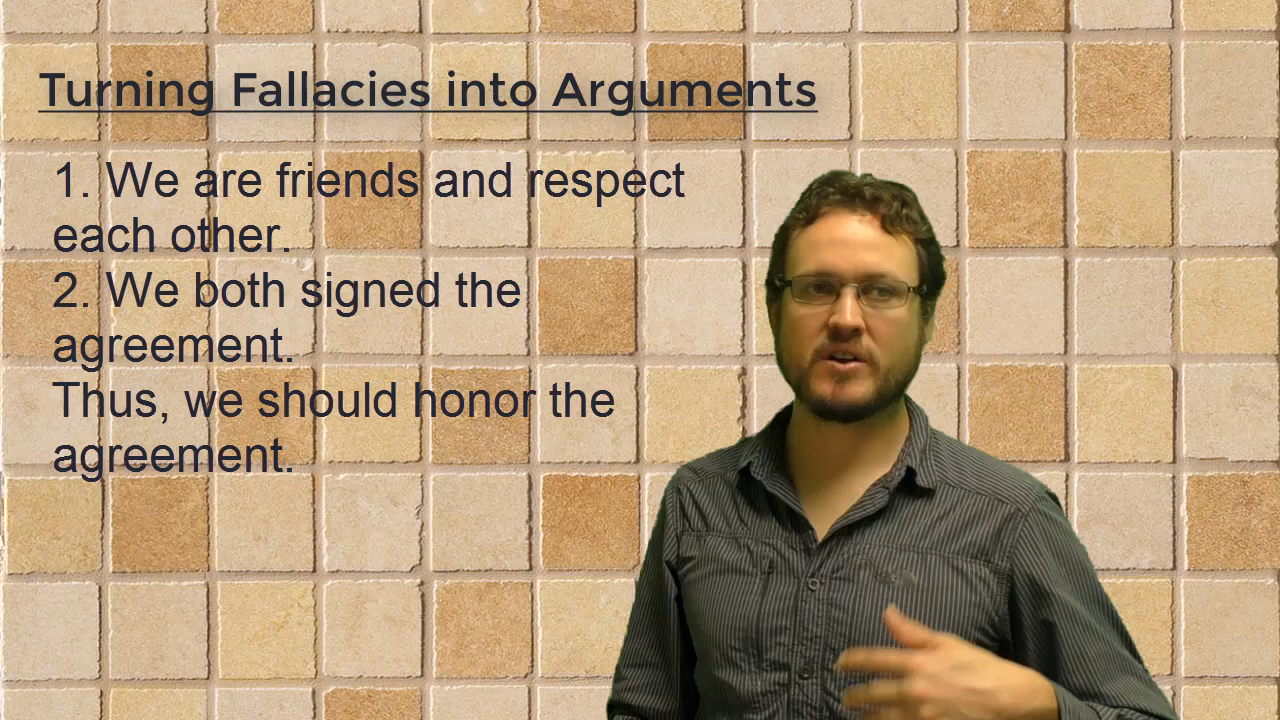 Turning Fallacies into Arguments
1. We are friends and respect
each other.
2. We both signed the
agreement.
Thus, we should honor the
agreement.